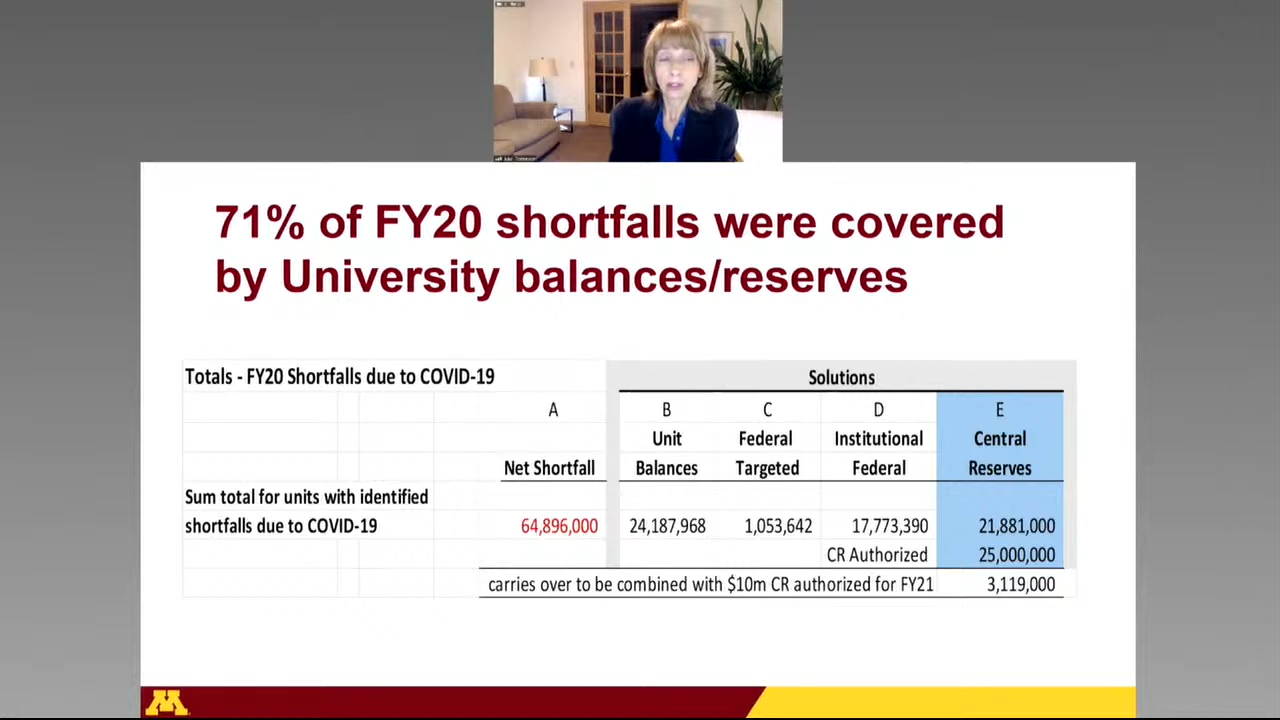 71% of FY20 shortfalls were covered
by University balances/reserves
Totals - FY20 Shortfalls due to COVID-19
Solutions
A B C D E
Unit Federal Institutional Central
Net Shortfall Balances Targeted Federal Reserves
Sum total for units with identified
shortfalls due to COVID-19 64,896,000 24,187,968 1,053,642 17,773,390 21,881,000
CR Authorized 25,000,000
carries over to be combined with $10m CR authorized for FY21 3,119,000
M